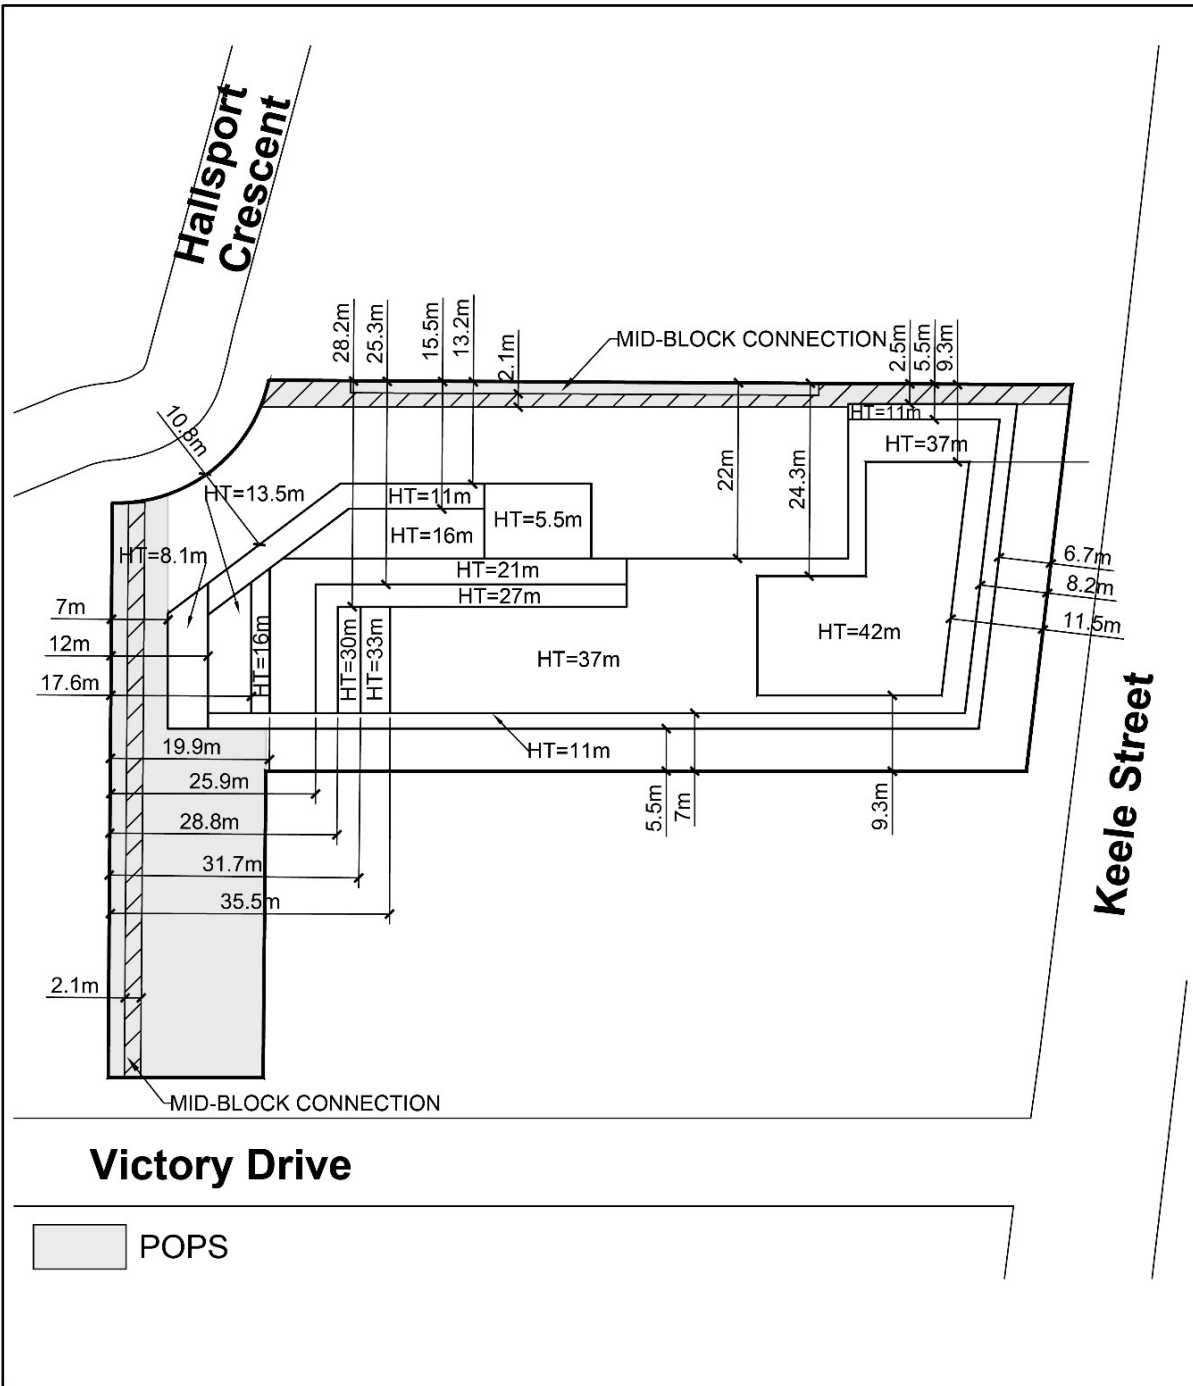 Hallsport
Crescent
28.2m
25.3m
15.5m
13.2m
2.1m
MID-BLOCK CONNECTION
2.5m
5.5m
9.3m
10.8m
HT=11m
HT=37m
22m
24.3m
HT=13.5m
HT=11m
HT=5.5m
HT=16m
HT=8.1m
HT=21m
HT=27m
6.7m
8.2m
11.5m
7m
12m
17.6m
HT=16m
HT=30m
HT=33m
HT=37m
HT=42m
19.9m
HT=11m
25.9m
28.8m
31.7m
35.5m
5.5m
7m
9.3m
Keele Street
2.1m
MID-BLOCK CONNECTION
Victory Drive
POPS